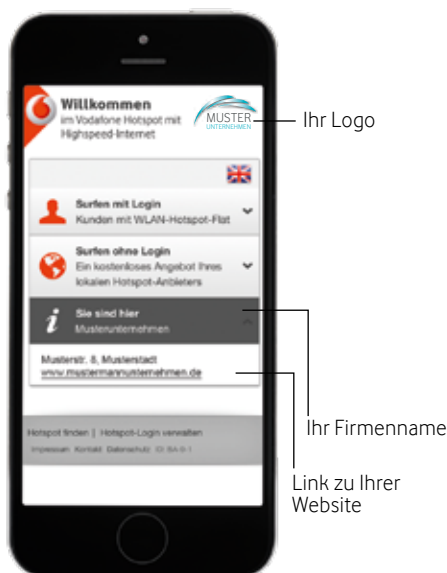 Willkommen
im Vodafone Hotspot mit
Highspeed-Internet
MUSTER
UNTERNEHMEN
Ihr Logo
Surfen mit Login
Kunden mit WLAN-Hotspot-Flat
Surfen ohne Login
Ein kostenloses Angebot Ihres
lokalen Hotspot-Anbieters
i
Sie sind hier
Musterunternehmen
Musterstr. 8, Musterstadt
www.mustermannunternehmen.de
Ihr Firmenname
Hotspot finden | Hotspot-Login verwalten
Impressum Kontakt Datenschutz
Link zu Ihrer
Website